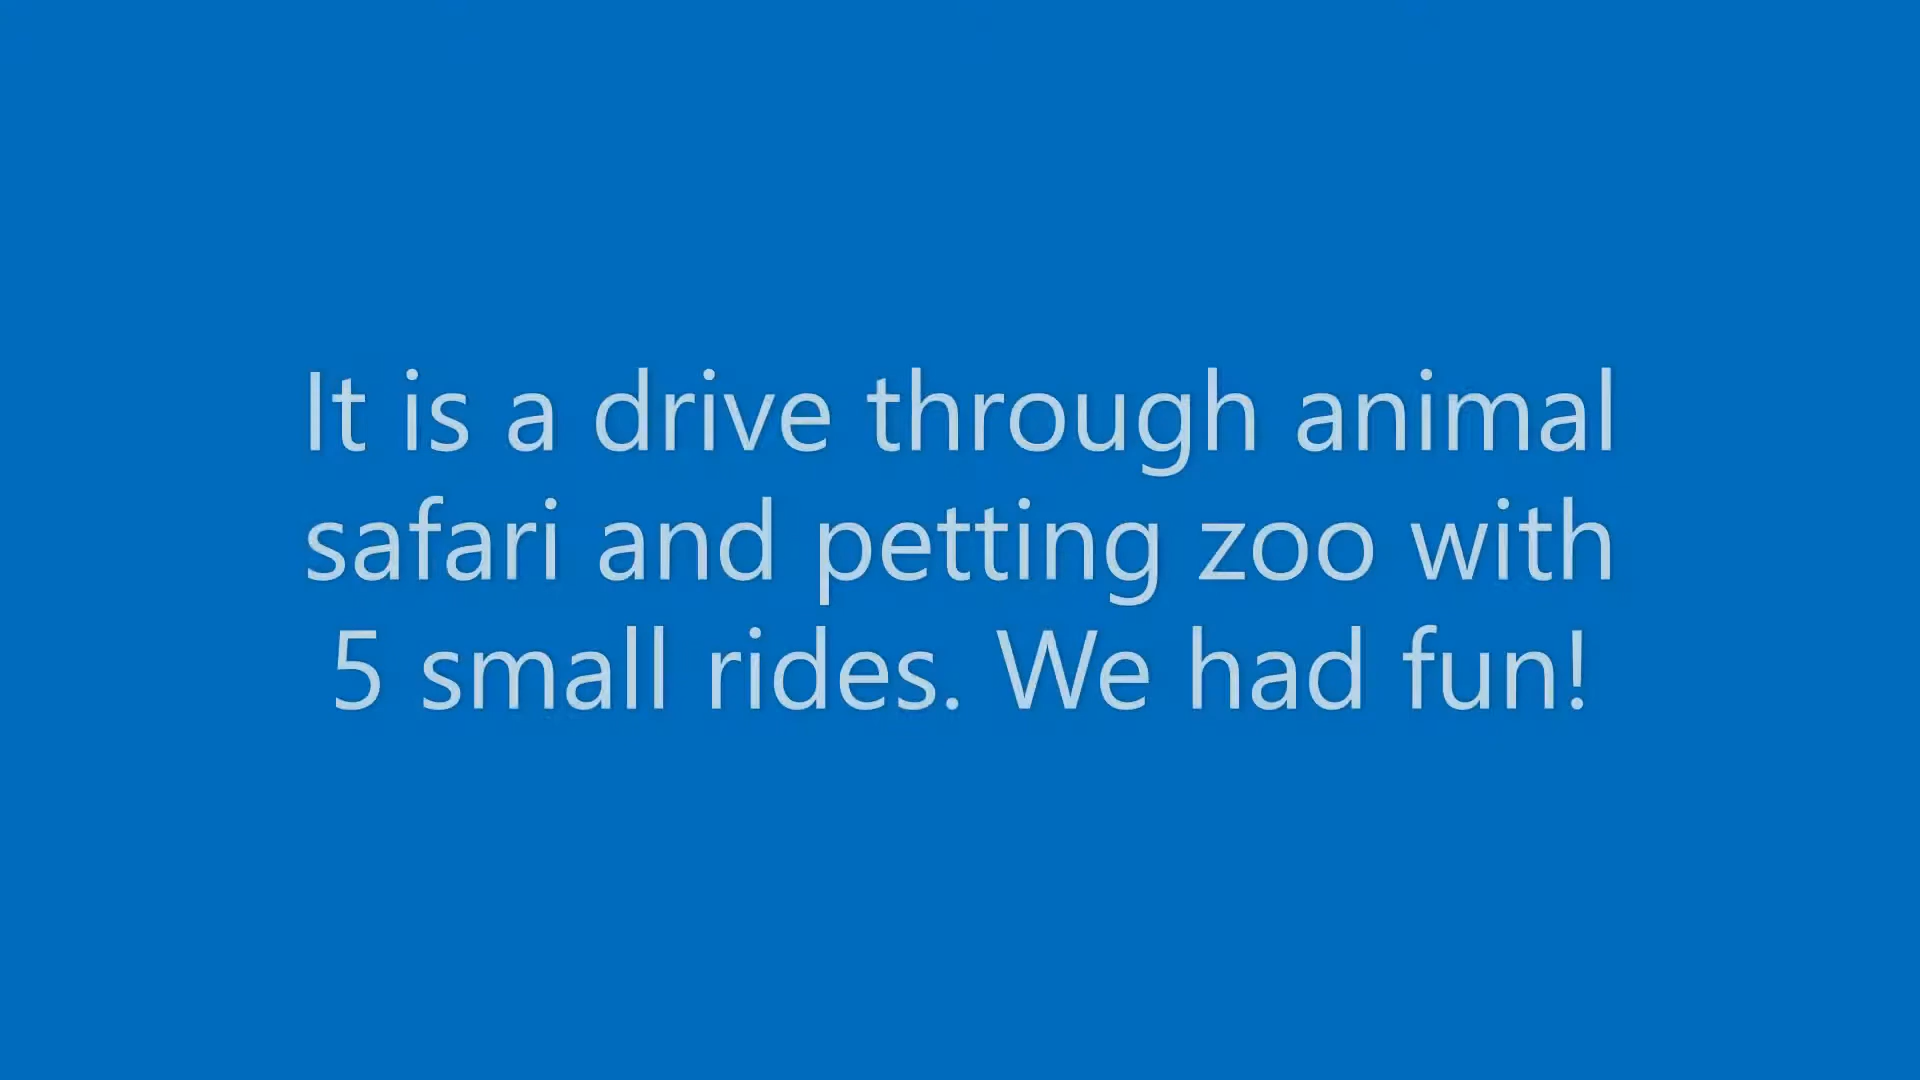 It is a drive through animal
safari and petting zoo with
5 small rides. We had fun!